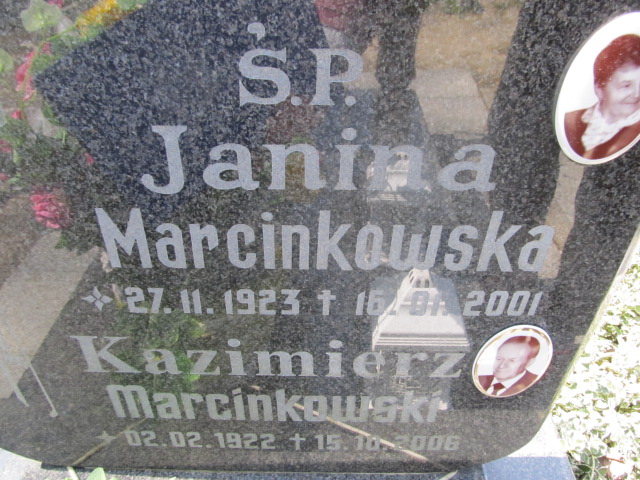 Ś.P.
Janina
Marcinkowska
27.11.1923 † 16.01.2001
Kazimierz
Marcinkowski
02.02.1922 † 15.10.2006